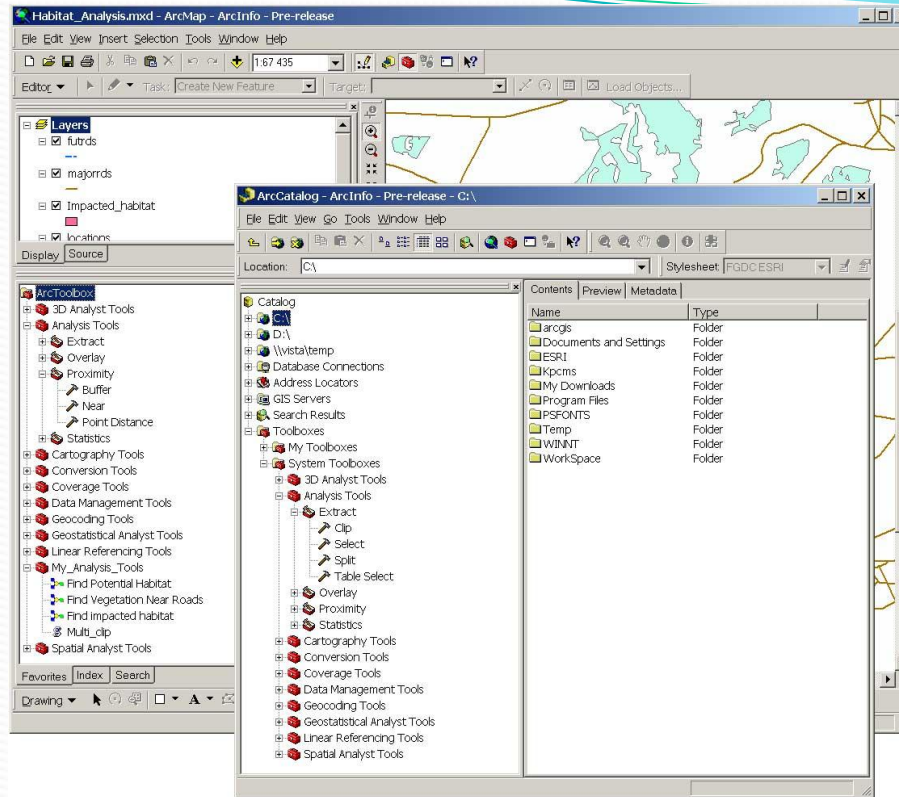 Habitat_Analysis.mxd - ArcMap - ArcInfo - Pre-release
File Edit View Insert Selection Tools Window Help
1:67 435
Editor Task: Create New Feature Target: Load Objects...
Layers
futrds
majorrds
Impacted_habitat
locations
Display Source
ArcToolbox
3D Analyst Tools
Analysis Tools
Extract
Overlay
Proximity
Buffer
Near
Point Distance
Statistics
Cartography Tools
Conversion Tools
Coverage Tools
Data Management Tools
Geocoding Tools
Geostatistical Analyst Tools
Linear Referencing Tools
My_Analysis_Tools
Find Potential Habitat
Find Vegetation Near Roads
Find impacted habitat
Multi_clip
Spatial Analyst Tools
Favorites Index Search
Drawing A
ArcCatalog - ArcInfo - Pre-release - C:\
File Edit View Go Tools Window Help
Location: C:\ Stylesheet: FGDC ESRI
Catalog
C:\
D:\
\\vista\temp
Database Connections
Address Locators
GIS Servers
Search Results
Toolboxes
My Toolboxes
System Toolboxes
3D Analyst Tools
Analysis Tools
Extract
Clip
Select
Split
Table Select
Overlay
Proximity
Statistics
Cartography Tools
Conversion Tools
Coverage Tools
Data Management Tools
Geocoding Tools
Geostatistical Analyst Tools
Linear Referencing Tools
Spatial Analyst Tools
Contents Preview Metadata
Name Type
arcgis Folder
Documents and Settings Folder
ESRI Folder
Kpcms Folder
My Downloads Folder
Program Files Folder
PSFONTS Folder
Temp Folder
WINNT Folder
WorkSpace Folder